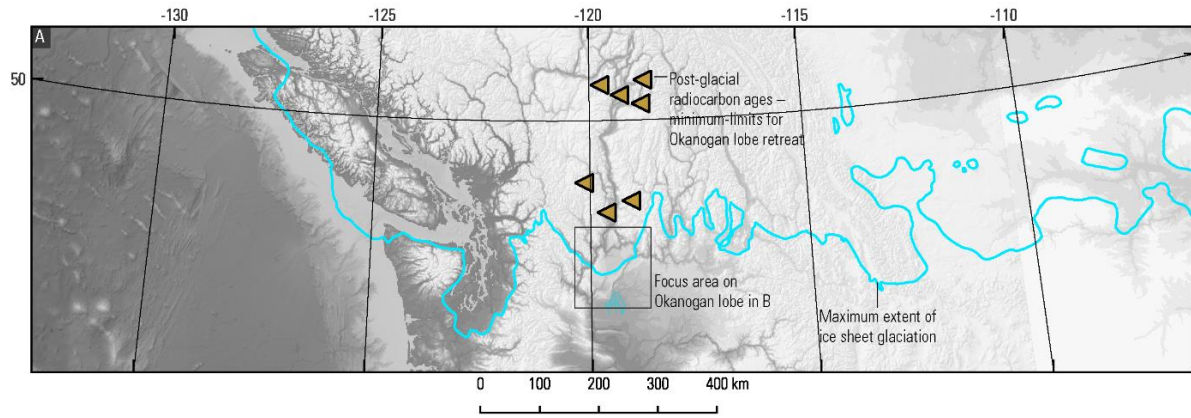 -130 -125 -120 -115 -110
A
50
Post-glacial
radiocarbon ages –
minimum-limits for
Okanogan lobe retreat
Focus area on
Okanogan lobe in B
Maximum extent of
ice sheet glaciation
0 100 200 300 400 km